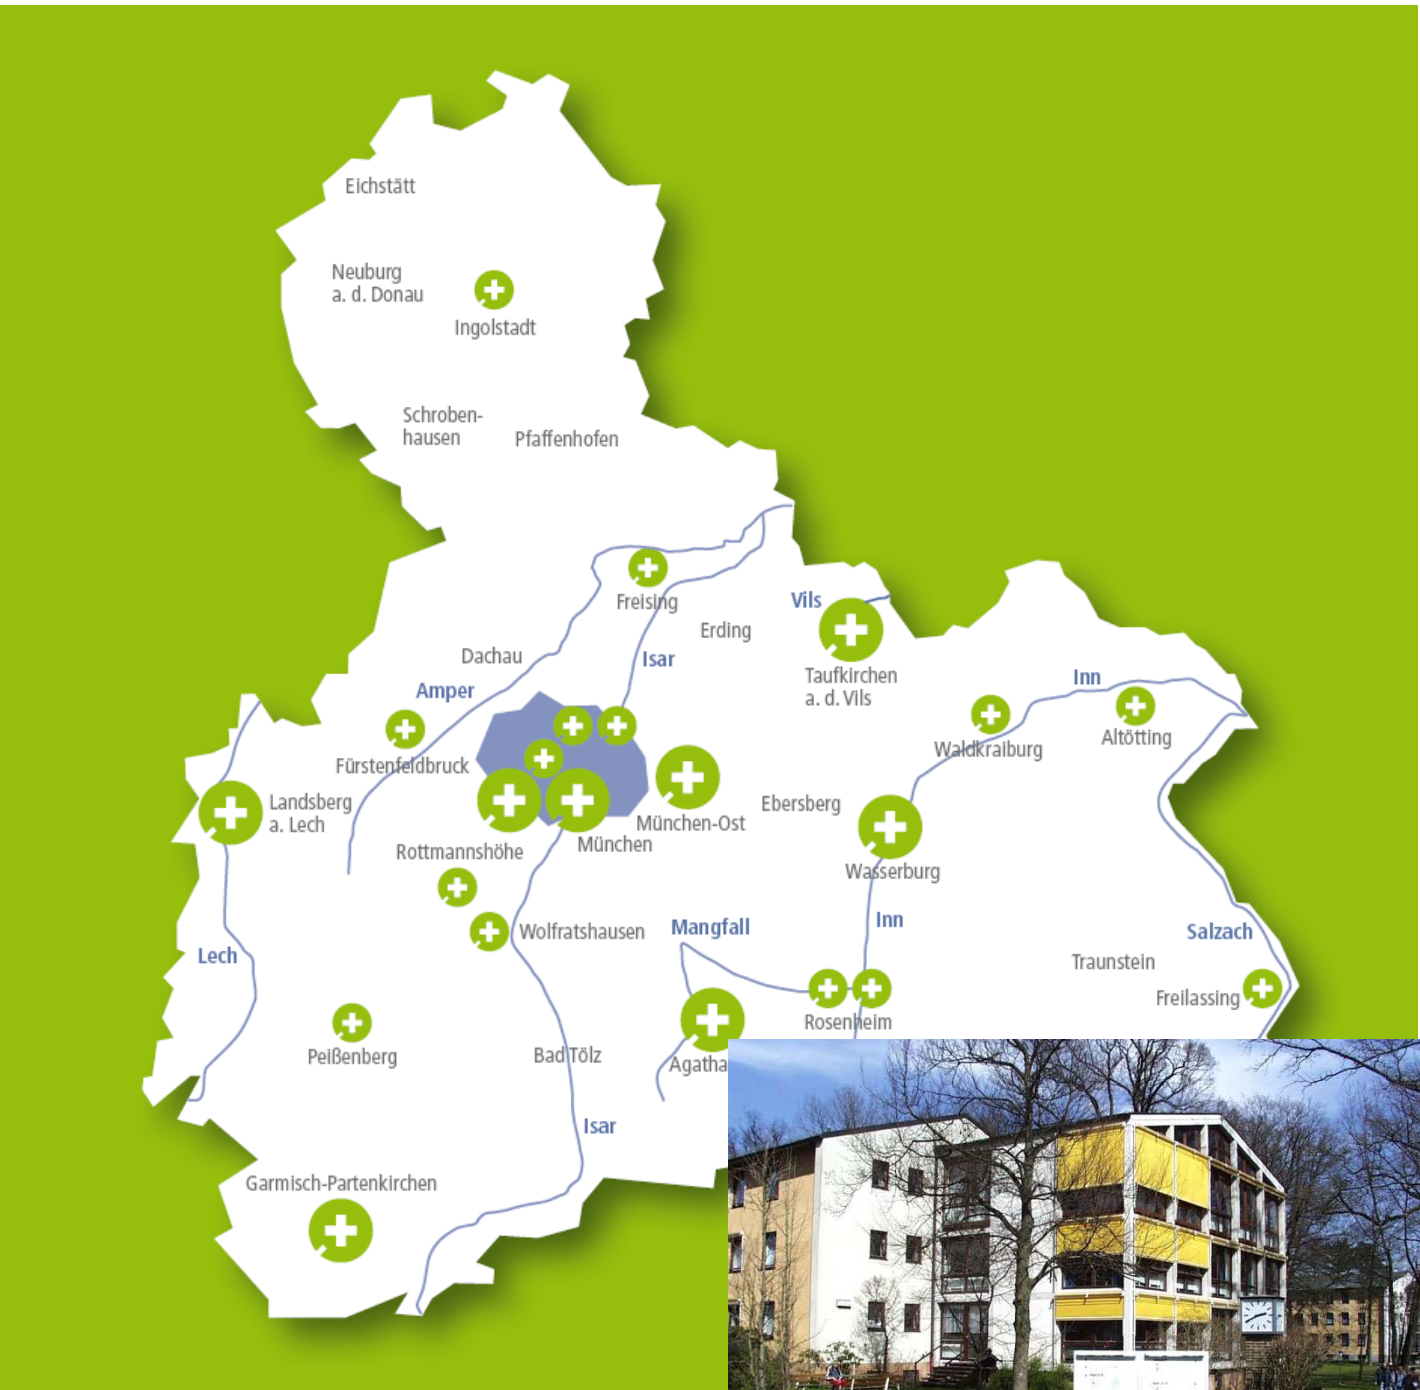 Eichstätt
Neuburg
a. d. Donau
Ingolstadt
Schroben-
hausen
Pfaffenhofen
Freising
Erding
Vils
Taufkirchen
a. d. Vils
Dachau
Isar
Amper
Inn
Waldkraiburg
Altötting
Fürstenfeldbruck
Landsberg
a. Lech
Ebersberg
München-Ost
München
Rottmannshöhe
Wasserburg
Inn
Mangfall
Wolfratshausen
Salzach
Lech
Traunstein
Freilassing
Rosenheim
Peißenberg
Bad Tölz
Agatha
Isar
Garmisch-Partenkirchen